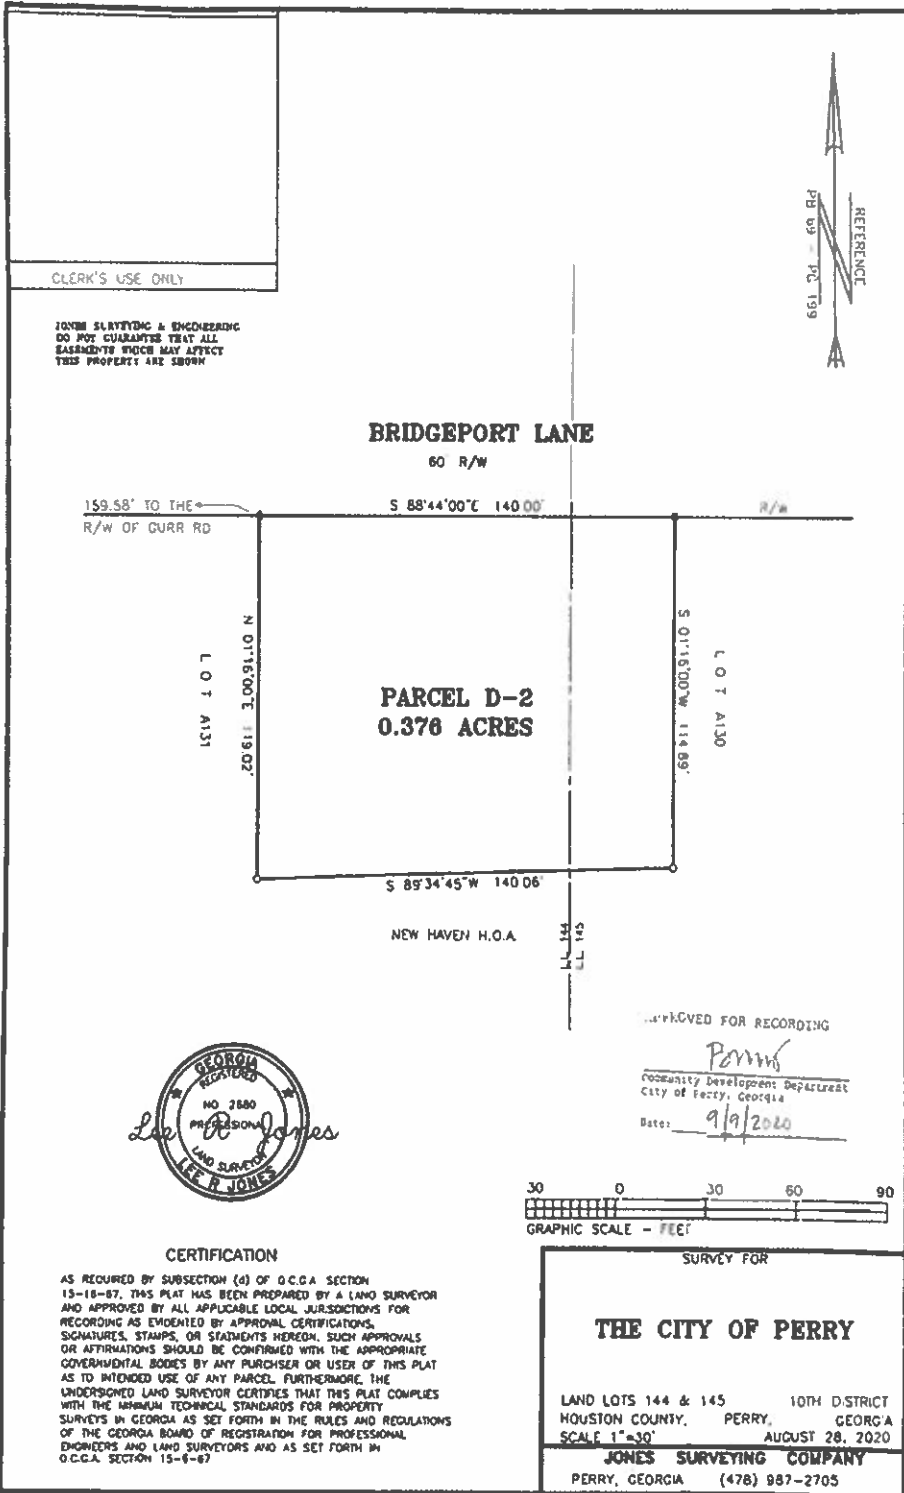 CLERK'S USE ONLY
JONES SURVEYING & ENGINEERING
DO NOT GUARANTEE THAT ALL
EASEMENTS WHICH MAY AFFECT
THIS PROPERTY ARE SHOWN
REFERENCE
PB 69 - PG 199
BRIDGEPORT LANE
60' R/W
159.58' TO THE
R/W OF GURR RD
S 88°44'00"E 140.00'
R/W
LOT A131
N 01°16'00"E 119.02'
PARCEL D-2
0.376 ACRES
S 01°16'00"W 114.89'
LOT A130
S 89°34'45"W 140.06'
NEW HAVEN H.O.A.
LL 144
LL 145
APPROVED FOR RECORDING
Community Development Department
City of Perry, Georgia
Date: 9/9/2020
GEORGIA
REGISTERED
NO 2680
PROFESSIONAL
LAND SURVEYOR
LEE R JONES
Lee R Jones
30 0 30 60 90
GRAPHIC SCALE - FEET
CERTIFICATION
AS REQUIRED BY SUBSECTION (d) OF O.C.G.A. SECTION
15-16-67, THIS PLAT HAS BEEN PREPARED BY A LAND SURVEYOR
AND APPROVED BY ALL APPLICABLE LOCAL JURSDICTIONS FOR
RECORDING AS EVIDENTED BY APPROVAL CERTIFICATIONS,
SIGNATURES, STAMPS, OR STATMENTS HEREON. SUCH APPROVALS
OR AFFIRMATIONS SHOULD BE CONFIRMED WITH THE APPROPRIATE
GOVERNMENTAL BODIES BY ANY PURCHSER OR USER OF THIS PLAT
AS TO INTENDED USE OF ANY PARCEL. FURTHERMORE, THE
UNDERSIGNED LAND SURVEYOR CERTIFIES THAT THIS PLAT COMPLIES
WITH THE MINIMUM TECHNICAL STANDARDS FOR PROPERTY
SURVEYS IN GEORGIA AS SET FORTH IN THE RULES AND REGULATIONS
OF THE GEORGIA BOARD OF REGISTRATION FOR PROFESSIONAL
ENGINEERS AND LAND SURVEYORS AND AS SET FORTH IN
O.C.G.A. SECTION 15-6-67
SURVEY FOR
THE CITY OF PERRY
LAND LOTS 144 & 145 10TH DISTRICT
HOUSTON COUNTY, PERRY, GEORGIA
SCALE 1"=30' AUGUST 28, 2020
JONES SURVEYING COMPANY
PERRY, GEORGIA (478) 987-2705